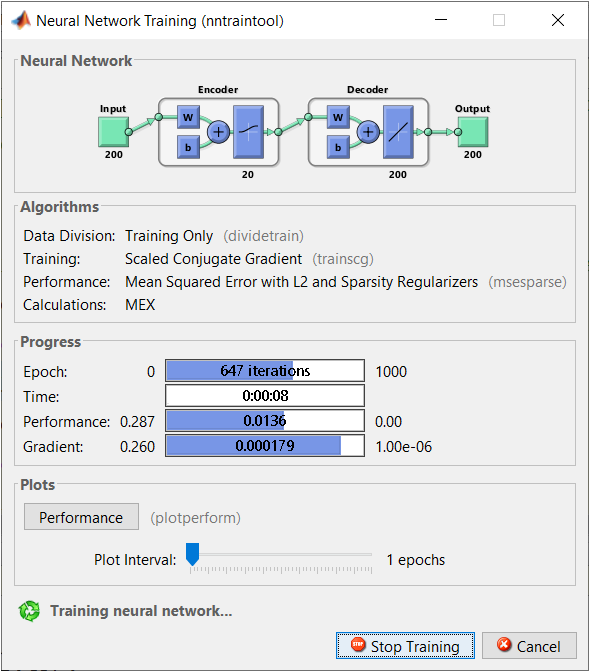 Neural Network Training (nntraintool)
Neural Network
Encoder Decoder
Input Output
W W
b b
+ +
200 200
20 200
Algorithms
Data Division: Training Only (dividetrain)
Training: Scaled Conjugate Gradient (trainscg)
Performance: Mean Squared Error with L2 and Sparsity Regularizers (msesparse)
Calculations: MEX
Progress
Epoch: 0 647 iterations 1000
Time: 0:00:08
Performance: 0.287 0.0136 0.00
Gradient: 0.260 0.000179 1.00e-06
Plots
Performance (plotperform)
Plot Interval: 1 epochs
Training neural network...
Stop Training Cancel